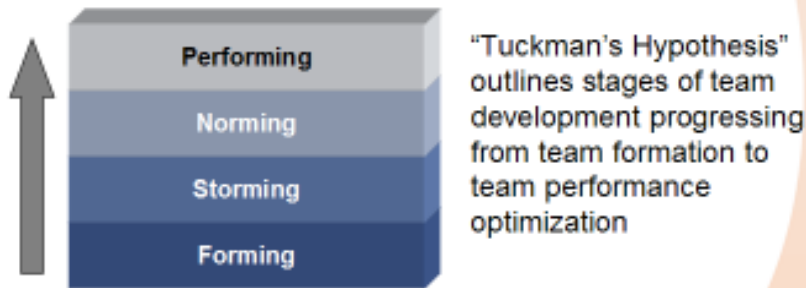 Performing
Norming
Storming
Forming
“Tuckman’s Hypothesis”
outlines stages of team
development progressing
from team formation to
team performance
optimization